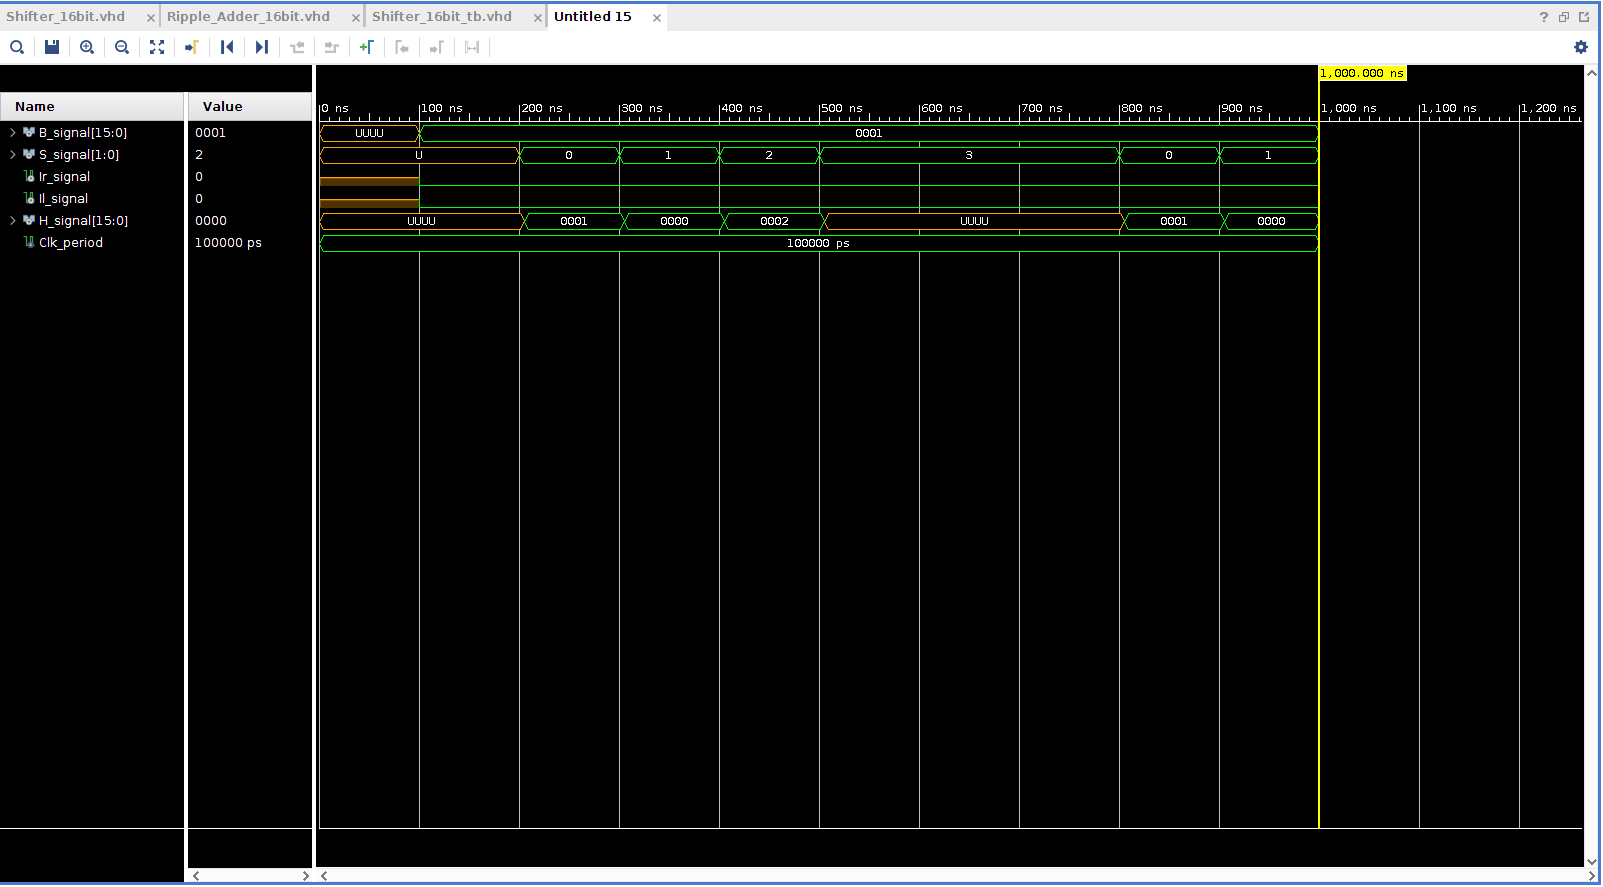 Shifter_16bit.vhd × Ripple_Adder_16bit.vhd × Shifter_16bit_tb.vhd × Untitled 15 × ?
1,000.000 ns
Name Value 0 ns 100 ns 200 ns 300 ns 400 ns 500 ns 600 ns 700 ns 800 ns 900 ns 1,000 ns 1,100 ns 1,200 ns
B_signal[15:0] 0001 UUUU 0001
S_signal[1:0] 2 U 0 1 2 3 0 1
Ir_signal 0
Il_signal 0
H_signal[15:0] 0000 UUUU 0001 0000 0002 UUUU 0001 0000
Clk_period 100000 ps 100000 ps